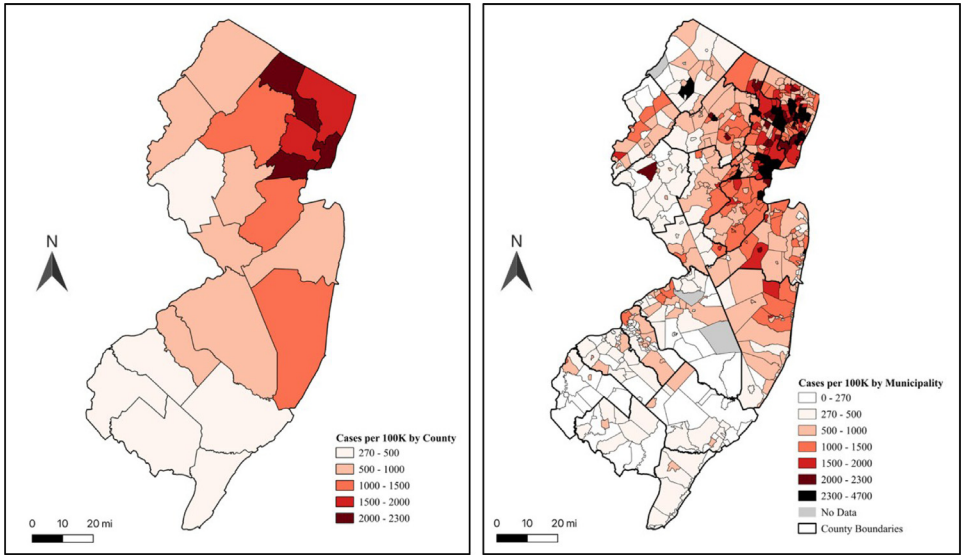 N
Cases per 100K by County
270 - 500
500 - 1000
1000 - 1500
1500 - 2000
2000 - 2300
0 10 20 mi
N
Cases per 100K by Municipality
0 - 270
270 - 500
500 - 1000
1000 - 1500
1500 - 2000
2000 - 2300
2300 - 4700
No Data
County Boundaries
0 10 20 mi